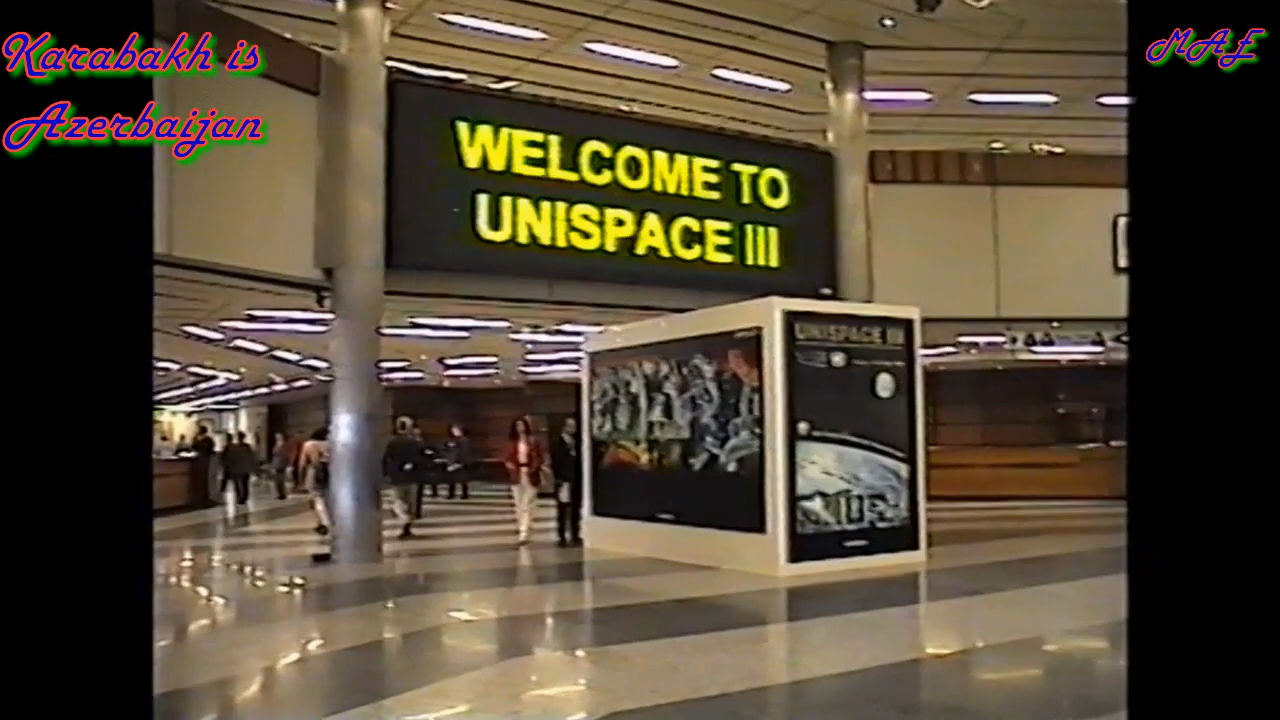 Karabakh is
Azerbaijan
MAE
WELCOME TO
UNISPACE III
UNISPACE III